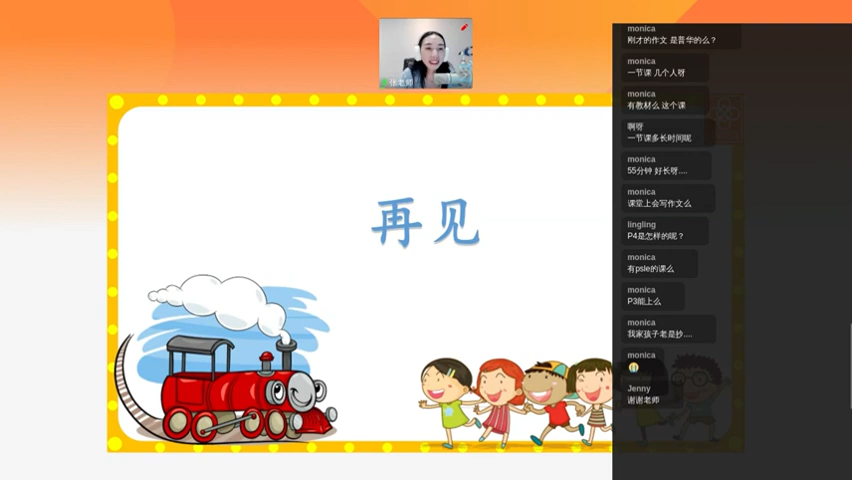 张老师
再见
monica
刚才的作文 是普华的么？
monica
一节课 几个人呀
monica
有教材么 这个课
啊呀
一节课多长时间呢
monica
55分钟 好长呀....
monica
课堂上会写作文么
lingling
P4是怎样的呢？
monica
有psle的课么
monica
P3能上么
monica
我家孩子老是抄....
monica
😭
Jenny
谢谢老师